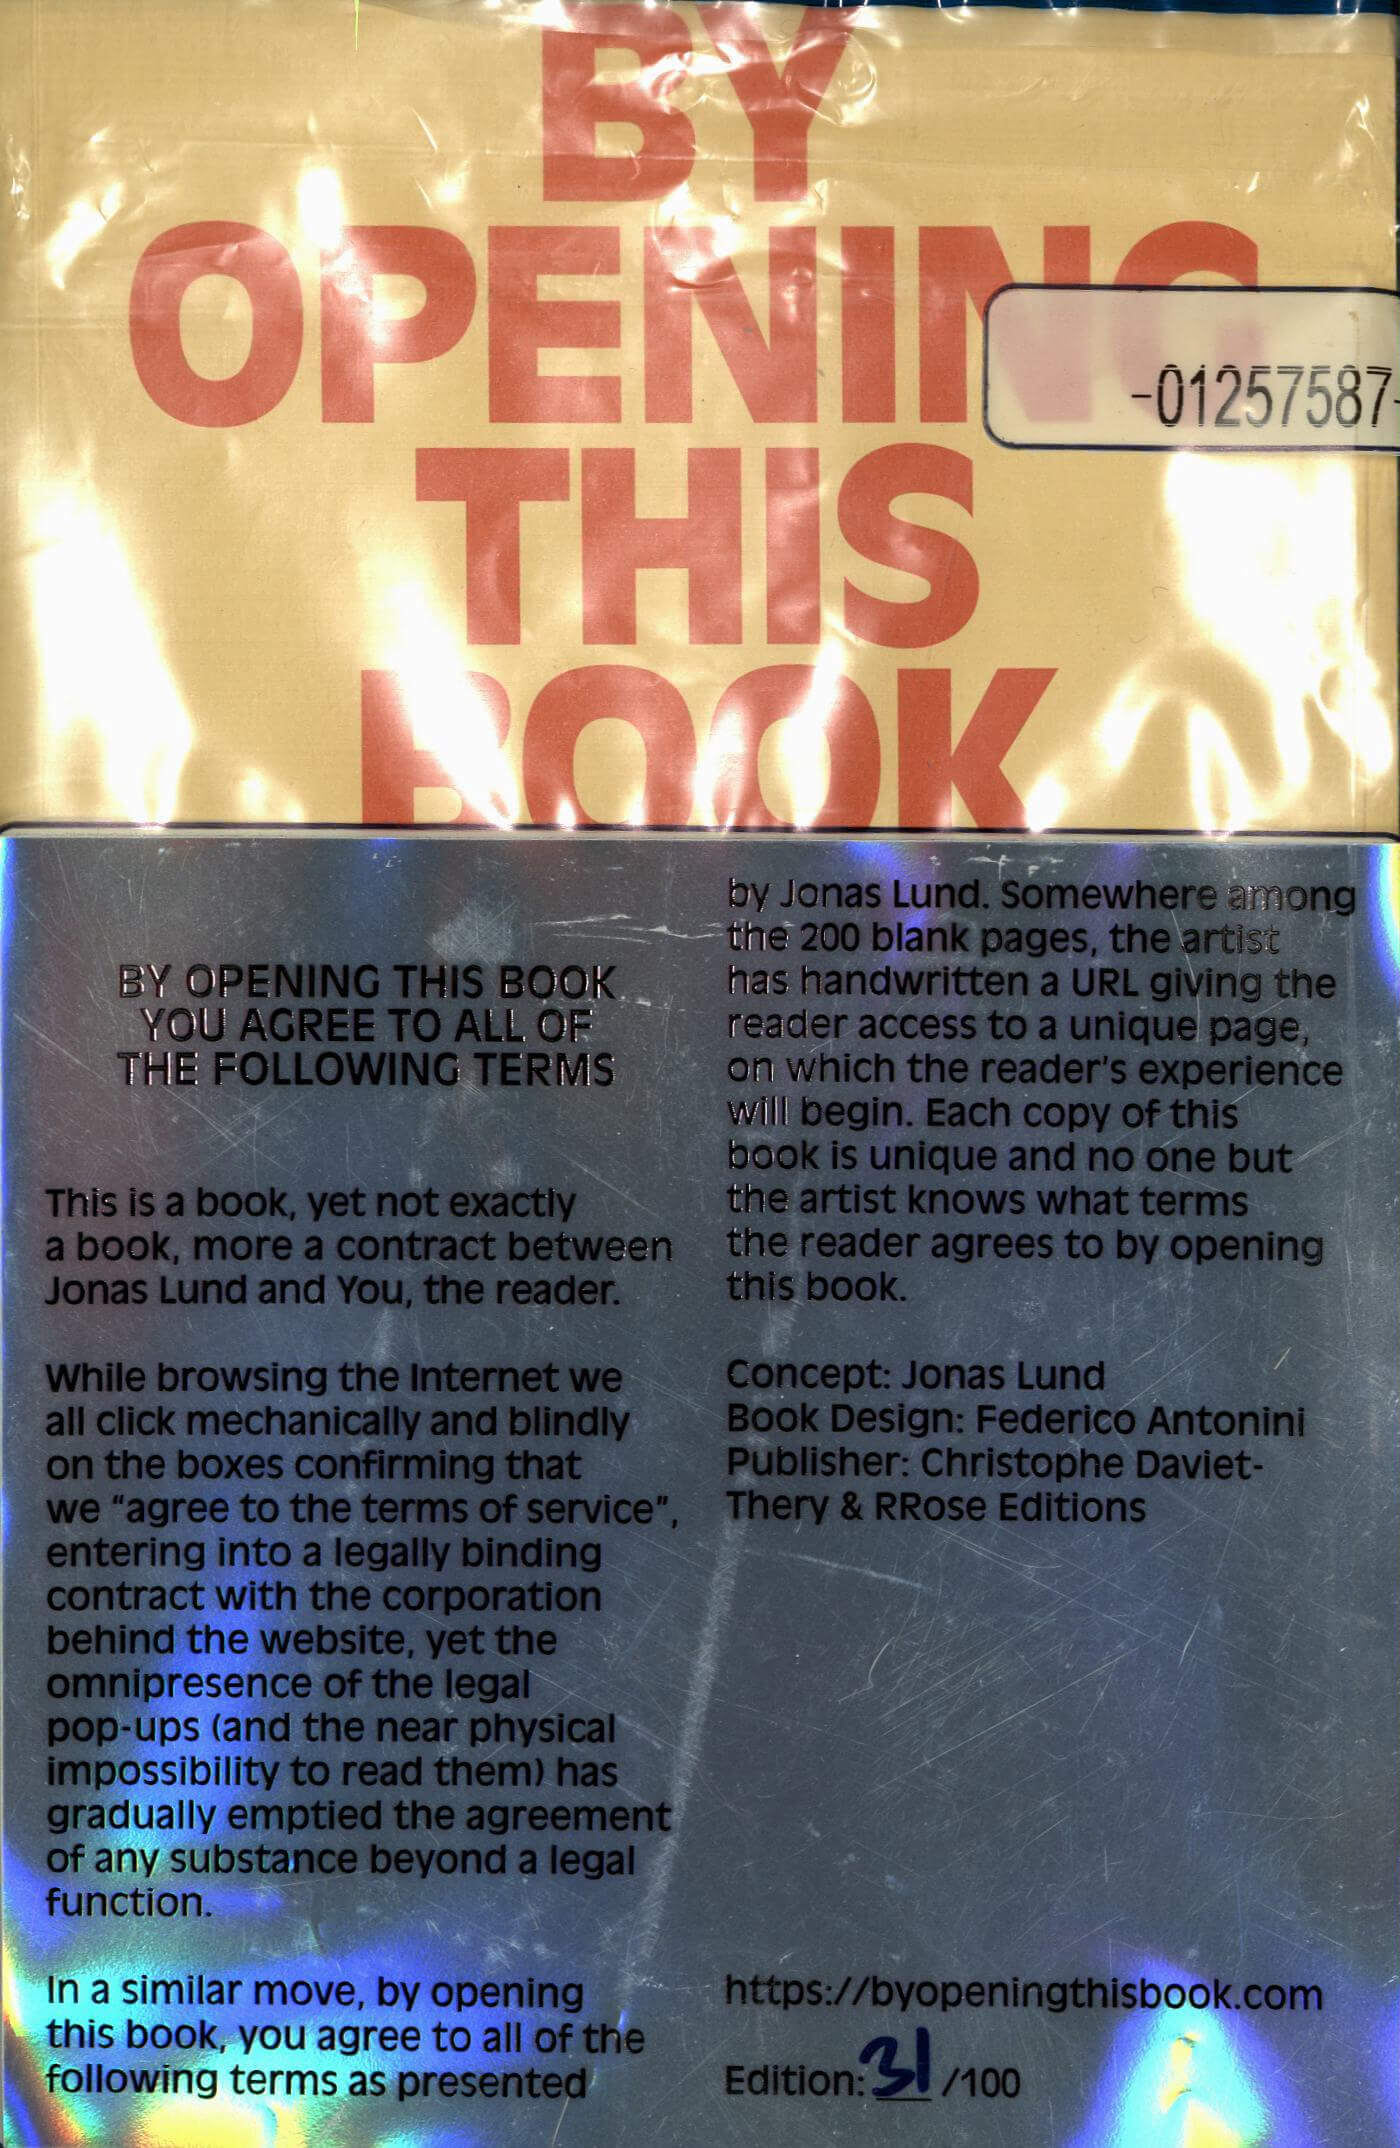 BY
OPENING
THIS
BOOK
-01257587-
BY OPENING THIS BOOK
YOU AGREE TO ALL OF
THE FOLLOWING TERMS
This is a book, yet not exactly
a book, more a contract between
Jonas Lund and You, the reader.
While browsing the Internet we
all click mechanically and blindly
on the boxes confirming that
we “agree to the terms of service”,
entering into a legally binding
contract with the corporation
behind the website, yet the
omnipresence of the legal
pop-ups (and the near physical
impossibility to read them) has
gradually emptied the agreement
of any substance beyond a legal
function.
In a similar move, by opening
this book, you agree to all of the
following terms as presented
by Jonas Lund. Somewhere among
the 200 blank pages, the artist
has handwritten a URL giving the
reader access to a unique page,
on which the reader’s experience
will begin. Each copy of this
book is unique and no one but
the artist knows what terms
the reader agrees to by opening
this book.
Concept: Jonas Lund
Book Design: Federico Antonini
Publisher: Christophe Daviet-
Thery & RRose Editions
https://byopeningthisbook.com
Edition: 31 /100